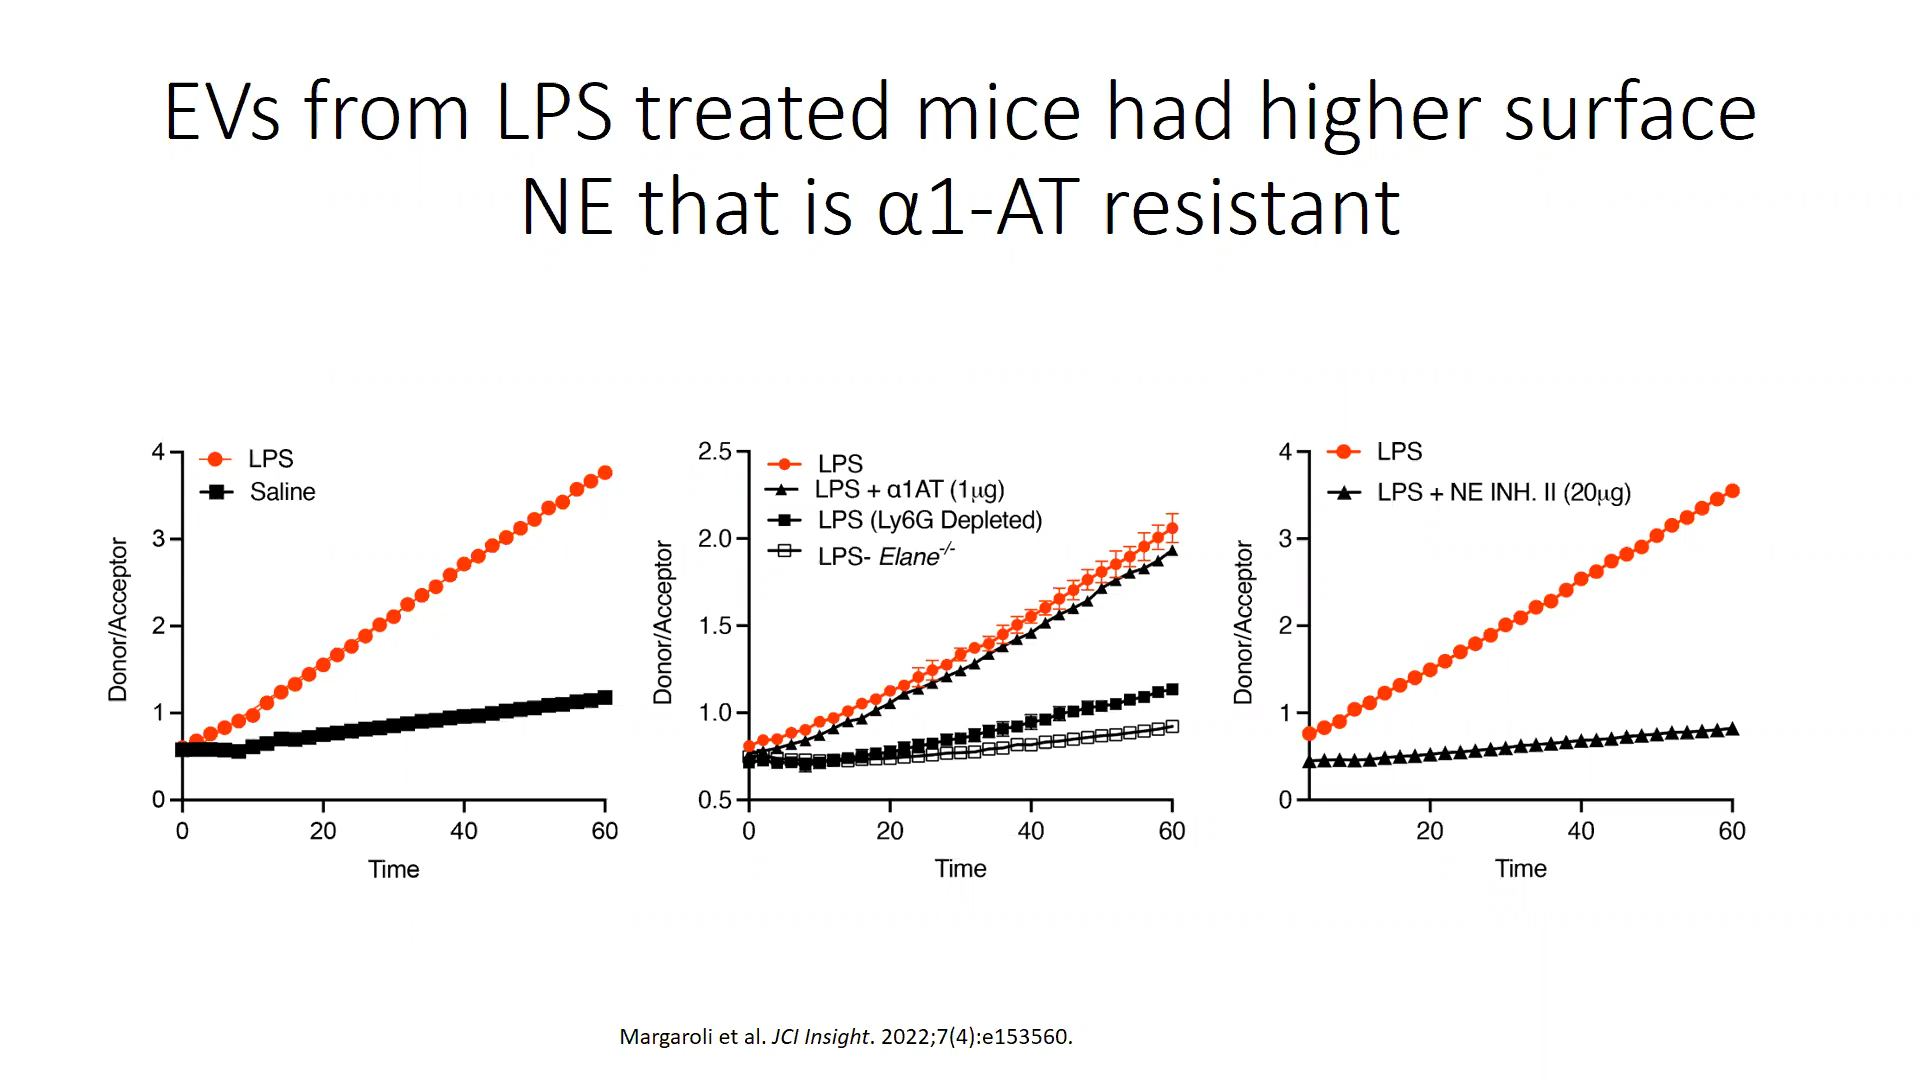 EVs from LPS treated mice had higher surface
NE that is α1-AT resistant
LPS
Saline
Donor/Acceptor
4
3
2
1
0
0 20 40 60
Time
LPS
LPS + α1AT (1μg)
LPS (Ly6G Depleted)
LPS- Elane-/-
Donor/Acceptor
2.5
2.0
1.5
1.0
0.5
0 20 40 60
Time
LPS
LPS + NE INH. II (20μg)
Donor/Acceptor
4
3
2
1
0
20 40 60
Time
Margaroli et al. JCI Insight. 2022;7(4):e153560.